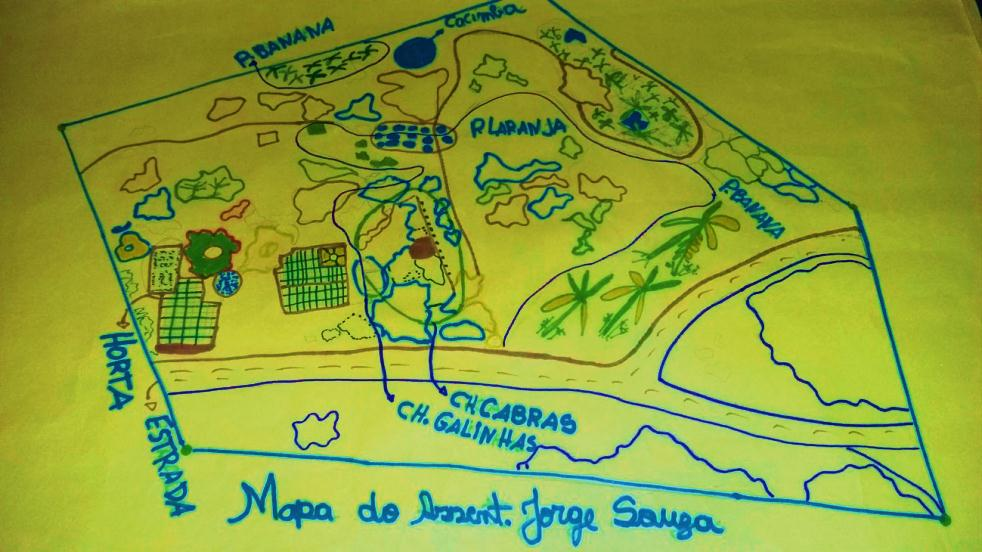 P. BANANA
Cacimba
P. LARANJA
P. BANANA
HORTA
ESTRADA
CH. CABRAS
CH. GALINHAS
Mapa do Assent. Jorge Souza